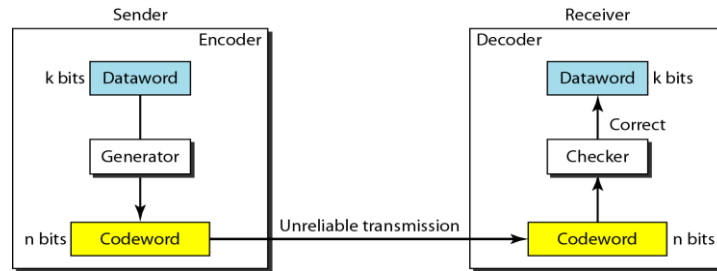 Sender
Encoder
k bits
Dataword
Generator
n bits
Codeword
Unreliable transmission
Receiver
Decoder
Dataword
k bits
Correct
Checker
Codeword
n bits